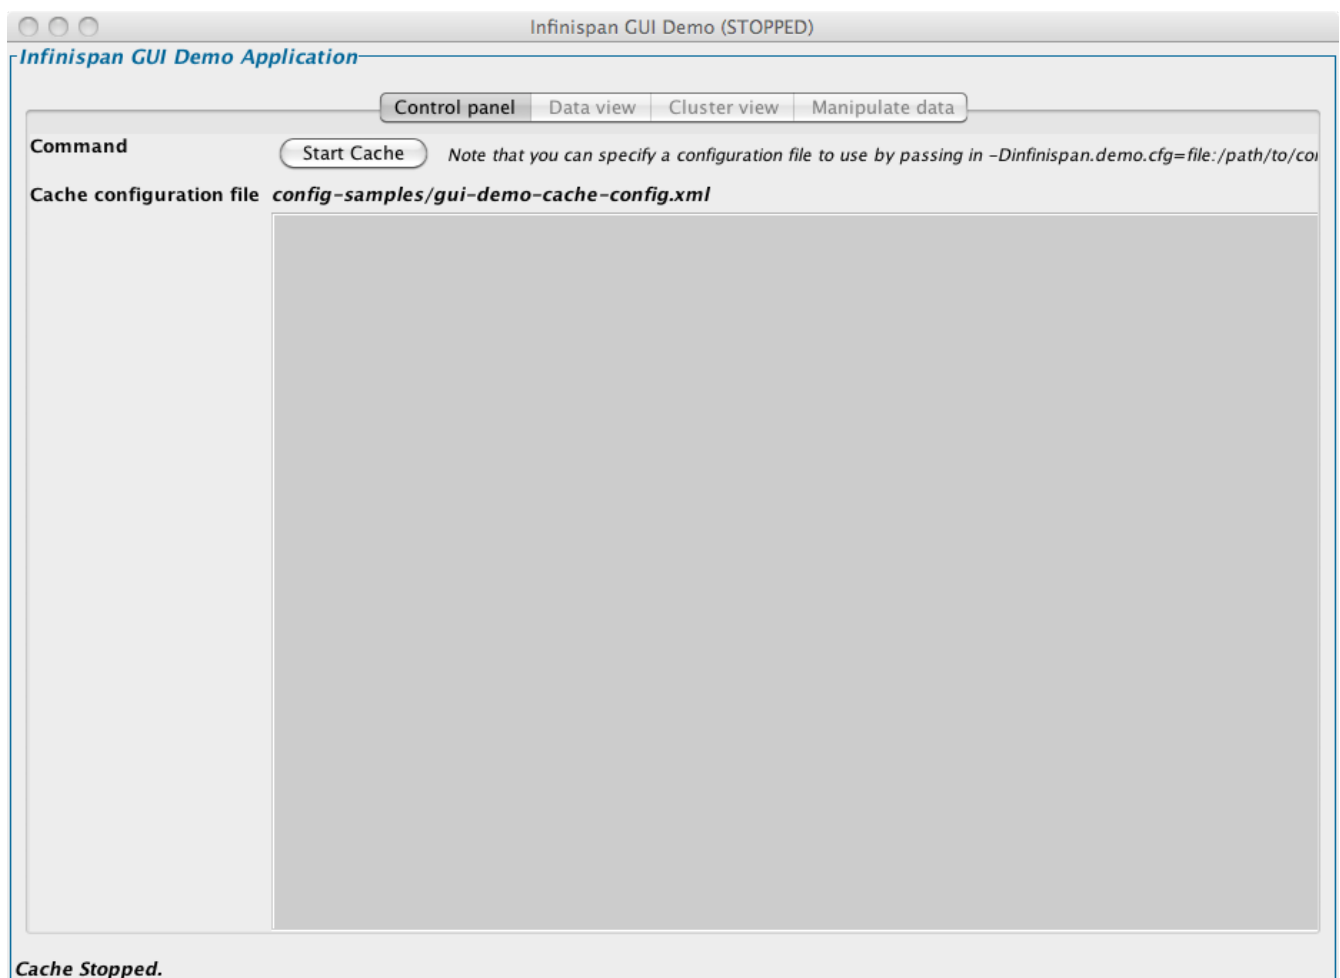 Infinispan GUI Demo (STOPPED)
Infinispan GUI Demo Application
Control panel Data view Cluster view Manipulate data
Command Start Cache Note that you can specify a configuration file to use by passing in -Dinfinispan.demo.cfg=file:/path/to/con
Cache configuration file config-samples/gui-demo-cache-config.xml
Cache Stopped.